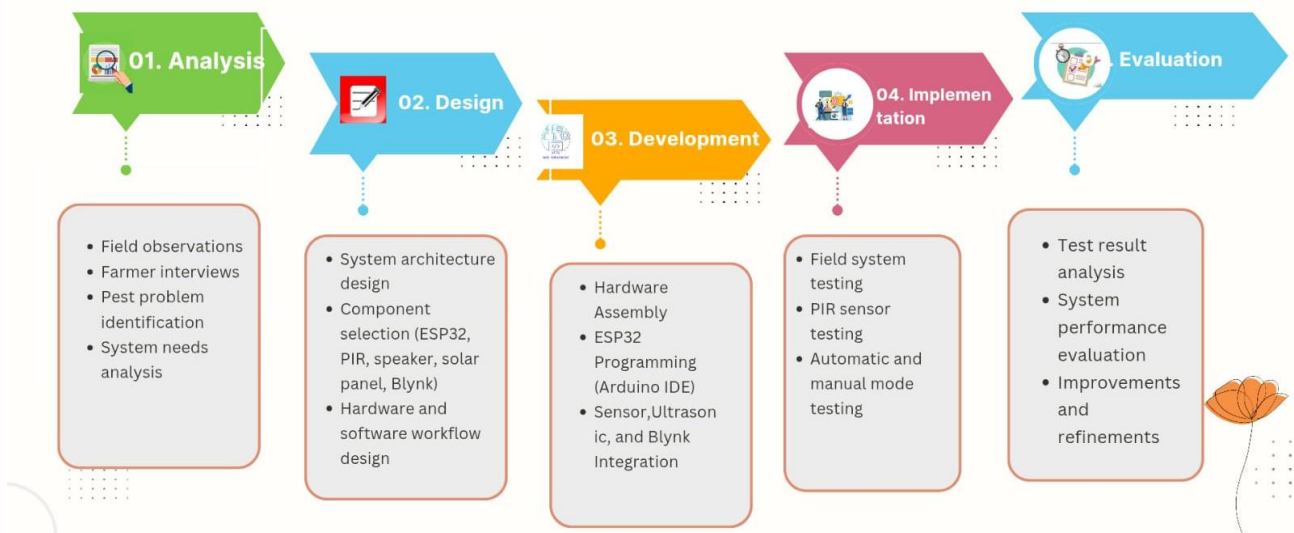 01. Analysis
• Field observations
• Farmer interviews
• Pest problem
identification
• System needs
analysis
02. Design
• System architecture
design
• Component
selection (ESP32,
PIR, speaker, solar
panel, Blynk)
• Hardware and
software workflow
design
03. Development
• Hardware
Assembly
• ESP32
Programming
(Arduino IDE)
• Sensor,Ultrason
ic, and Blynk
Integration
04. Implemen
tation
• Field system
testing
• PIR sensor
testing
• Automatic and
manual mode
testing
Evaluation
• Test result
analysis
• System
performance
evaluation
• Improvements
and
refinements